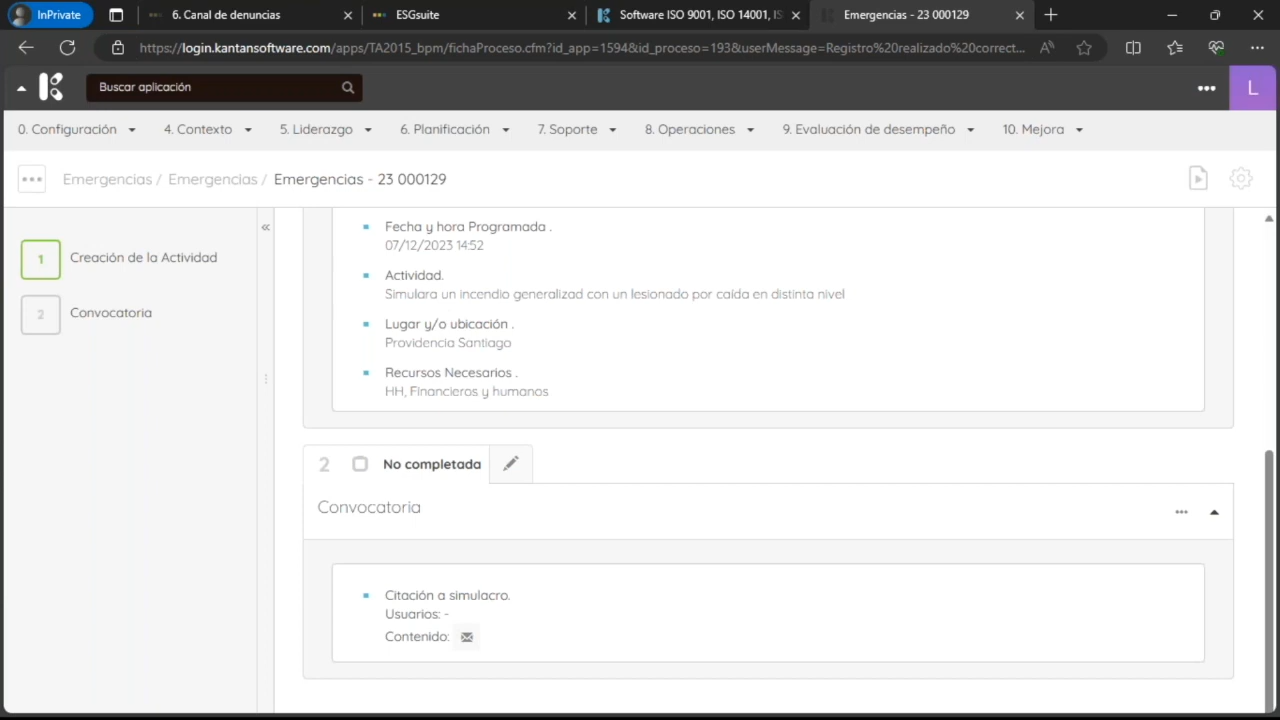 InPrivate
6. Canal de denuncias
ESGsuite
Software ISO 9001, ISO 14001, IS
Emergencias - 23 000129
https://login.kantansoftware.com/apps/TA2015_bpm/fichaProceso.cfm?id_app=1594&id_proceso=193&userMessage=Registro%20realizado%20correct...
Buscar aplicación
L
0. Configuración
4. Contexto
5. Liderazgo
6. Planificación
7. Soporte
8. Operaciones
9. Evaluación de desempeño
10. Mejora
Emergencias / Emergencias / Emergencias - 23 000129
1 Creación de la Actividad
2 Convocatoria
Fecha y hora Programada .
07/12/2023 14:52
Actividad.
Simulara un incendio generalizad con un lesionado por caída en distinta nivel
Lugar y/o ubicación .
Providencia Santiago
Recursos Necesarios .
HH, FInancieros y humanos
2 No completada
Convocatoria
Citación a simulacro.
Usuarios: -
Contenido: